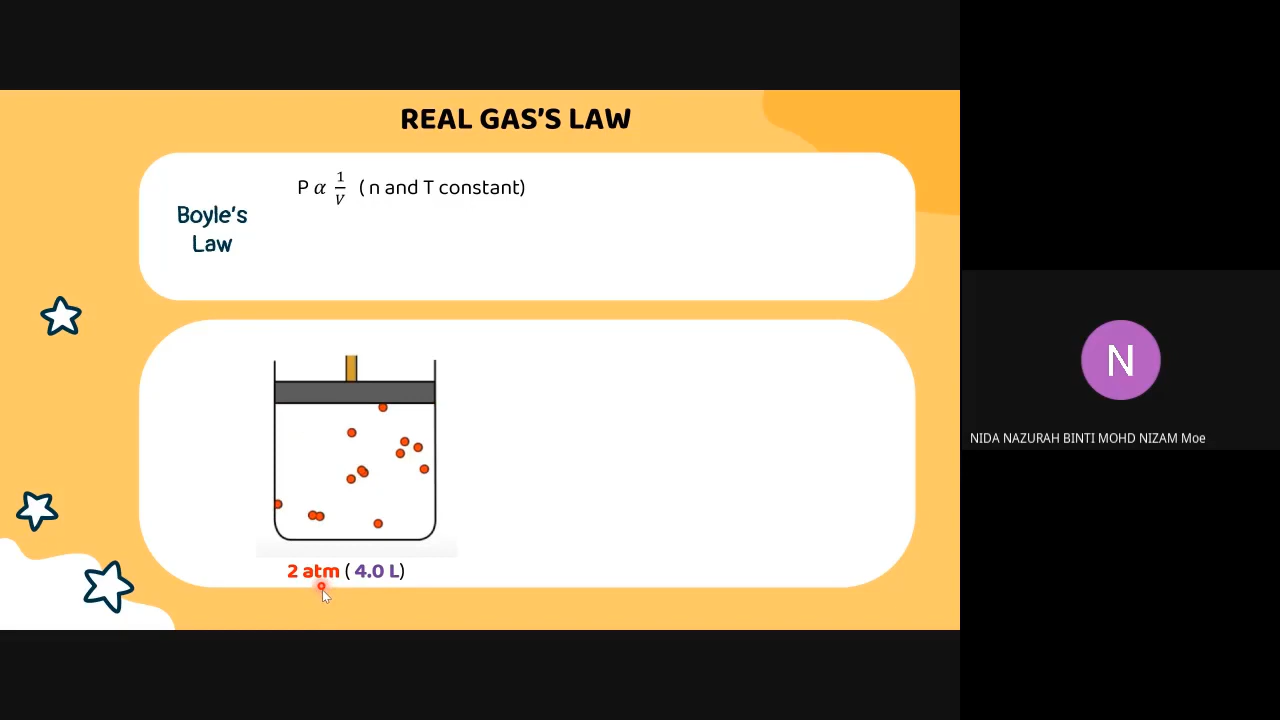 REAL GAS'S LAW
P α 1/V ( n and T constant)
Boyle's
Law
2 atm ( 4.0 L)
N
NIDA NAZURAH BINTI MOHD NIZAM Moe